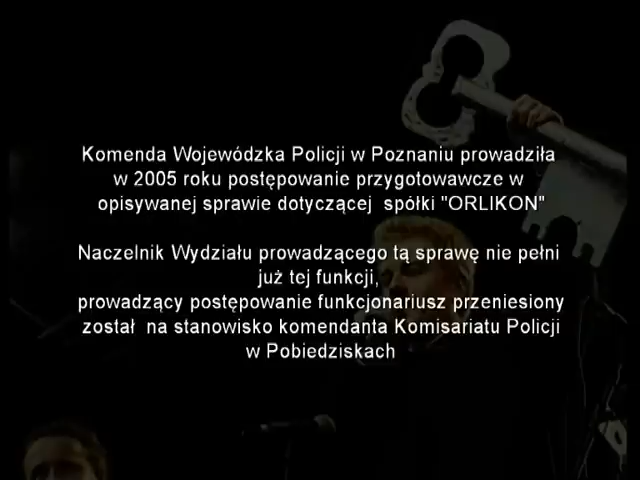 Komenda Wojewódzka Policji w Poznaniu prowadziła
w 2005 roku postępowanie przygotowawcze w
opisywanej sprawie dotyczącej spółki "ORLIKON"
Naczelnik Wydziału prowadzącego tą sprawę nie pełni
już tej funkcji,
prowadzący postępowanie funkcjonariusz przeniesiony
został na stanowisko komendanta Komisariatu Policji
w Pobiedziskach